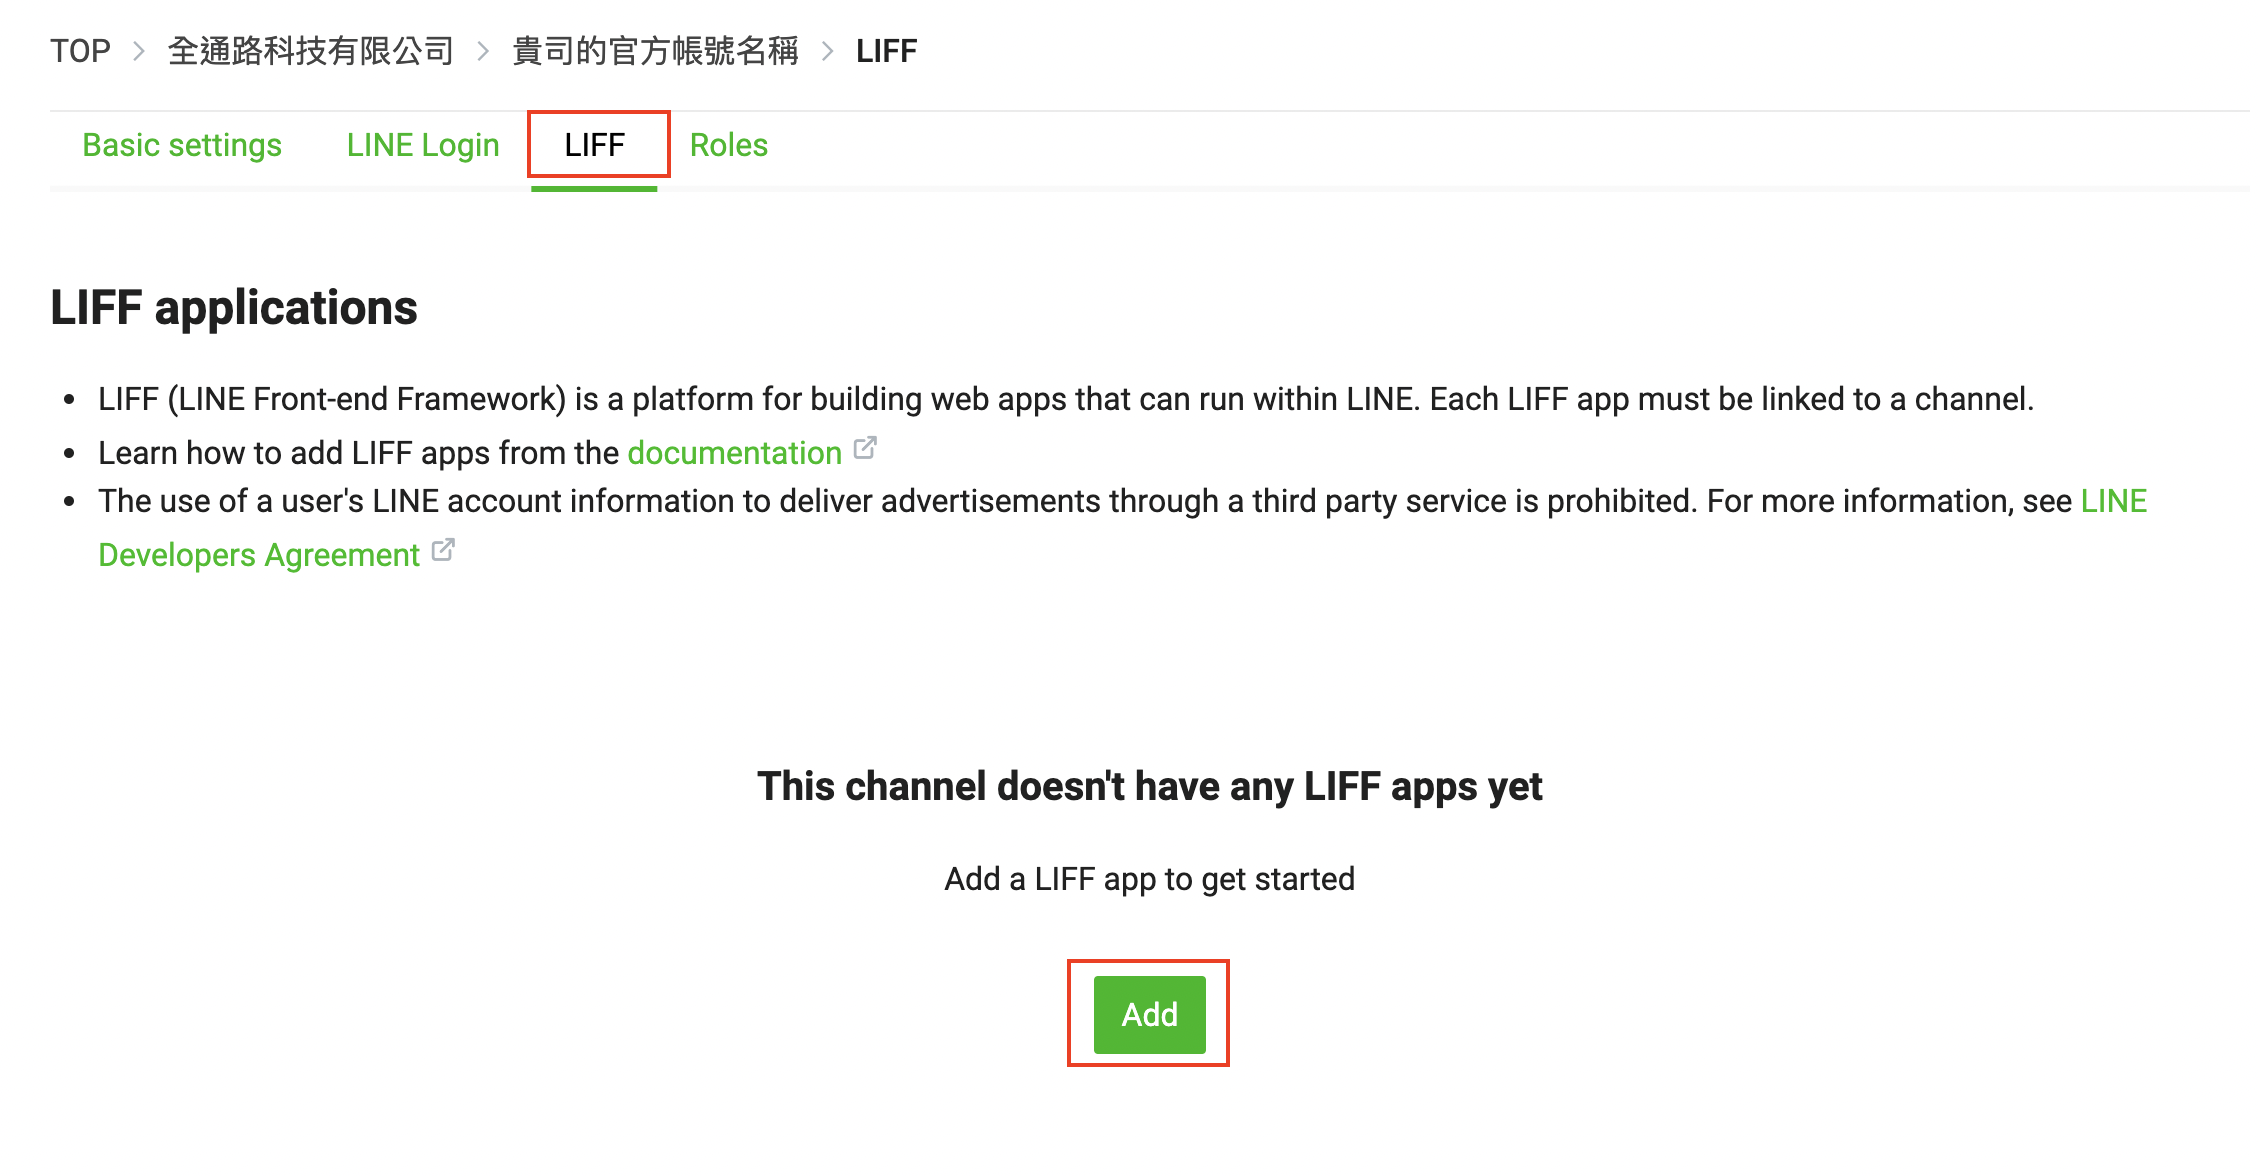 TOP > 全通路科技有限公司 > 貴司的官方帳號名稱 > LIFF
Basic settings LINE Login LIFF Roles
LIFF applications
• LIFF (LINE Front-end Framework) is a platform for building web apps that can run within LINE. Each LIFF app must be linked to a channel.
• Learn how to add LIFF apps from the documentation
• The use of a user's LINE account information to deliver advertisements through a third party service is prohibited. For more information, see LINE
Developers Agreement
This channel doesn't have any LIFF apps yet
Add a LIFF app to get started
Add